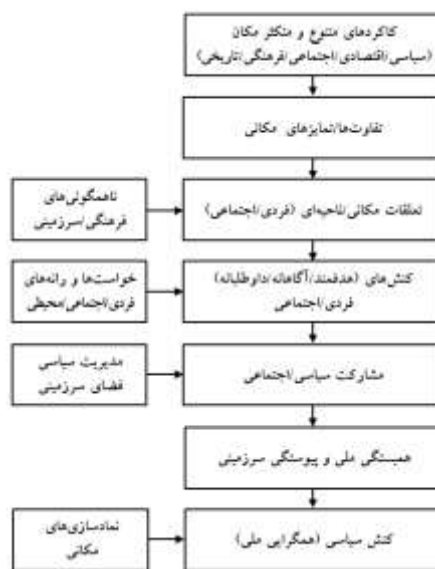 کاکردهای متنوع و متکثر مکان
(سیاسی/اقتصادی/اجتماعی/فرهنگی/تاریخی)
تفاوت‌ها/تمایزهای مکانی
ناهمگونی‌های
فرهنگی/سرزمینی
تعلقات مکانی/ناحیه‌ای (فردی/اجتماعی)
خواست‌ها و رانه‌های
فردی/اجتماعی/محیطی
کنش‌های (هدفمند/آگاهانه/داوطلبانه)
فردی/اجتماعی
مدیریت سیاسی
فضای سرزمینی
مشارکت سیاسی/اجتماعی
همبستگی ملی و پیوستگی سرزمینی
نمادسازی‌های
مکانی
کنش سیاسی (همگرایی ملی)